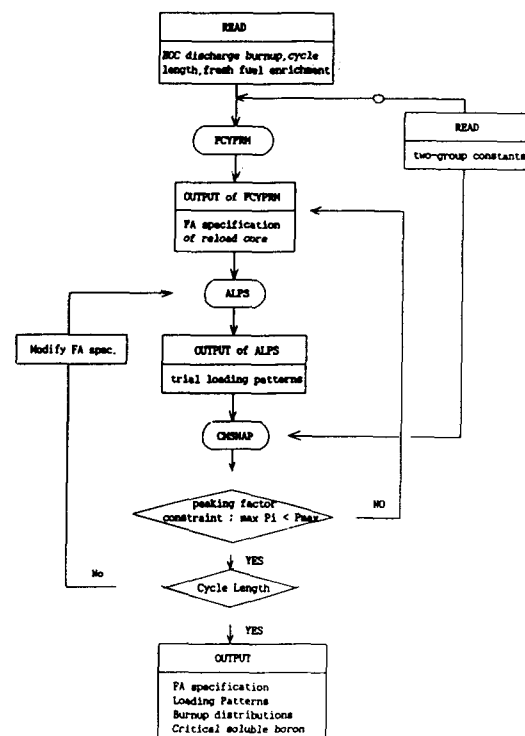 READ
EOC discharge burnup,cycle
length,fresh fuel enrichment
READ
two-group constants
FCYFRM
OUTPUT of FCYFRM
FA specification
of reload core
ALPS
Modify FA spec.
OUTPUT of ALPS
trial loading patterns
CMSNAP
peaking factor
constraint ; max Pi < Pmax
NO
YES
No
Cycle Length
YES
OUTPUT
FA specification
Loading Patterns
Burnup distributions
Critical soluble boron